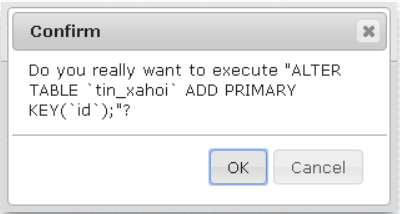 Confirm
Do you really want to execute "ALTER
TABLE `tin_xahoi` ADD PRIMARY
KEY(`id`);"?
OK
Cancel